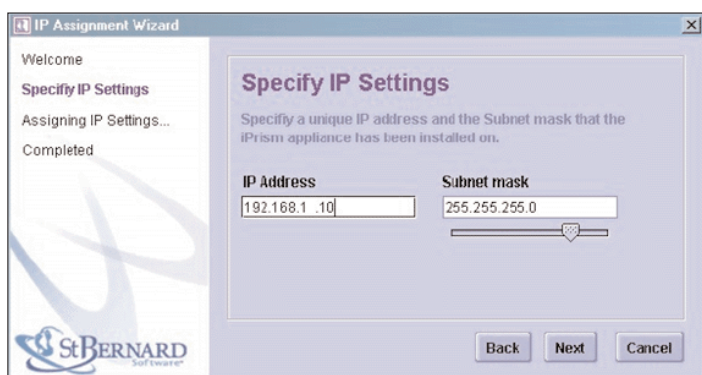 IP Assignment Wizard
Welcome
Specifiy IP Settings
Assigning IP Settings...
Completed
Specify IP Settings
Specifiy a unique IP address and the Subnet mask that the
iPrism appliance has been installed on.
IP Address
Subnet mask
192.168.1 .10
255.255.255.0
StBERNARD
Software
Back
Next
Cancel